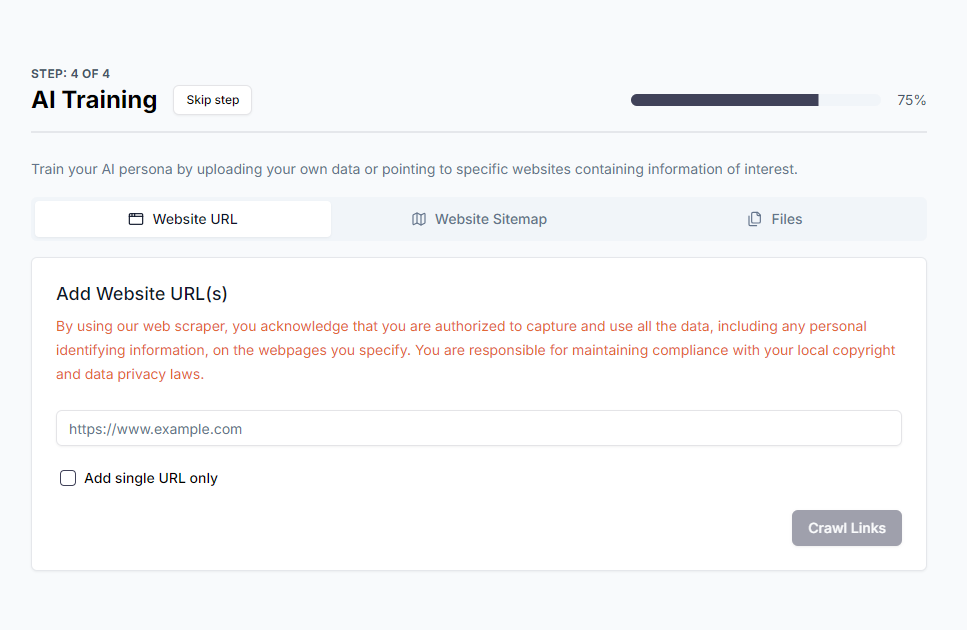 STEP: 4 OF 4
AI Training
Skip step
75%
Train your AI persona by uploading your own data or pointing to specific websites containing information of interest.
Website URL
Website Sitemap
Files
Add Website URL(s)
By using our web scraper, you acknowledge that you are authorized to capture and use all the data, including any personal
identifying information, on the webpages you specify. You are responsible for maintaining compliance with your local copyright
and data privacy laws.
https://www.example.com
Add single URL only
Crawl Links